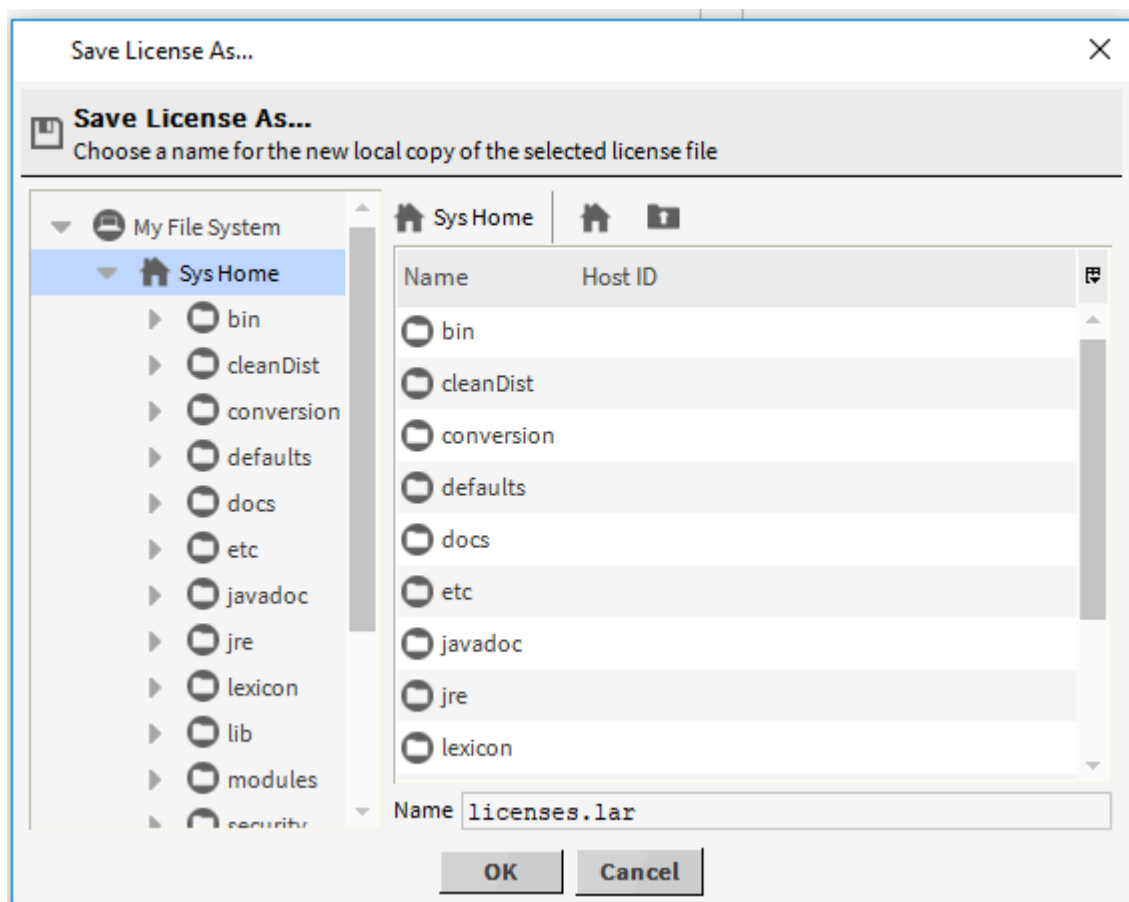 Save License As...
Save License As...
Choose a name for the new local copy of the selected license file
My File System
Sys Home
bin
cleanDist
conversion
defaults
docs
etc
javadoc
jre
lexicon
lib
modules
security
Sys Home
Name Host ID
bin
cleanDist
conversion
defaults
docs
etc
javadoc
jre
lexicon
Name licenses.lar
OK Cancel